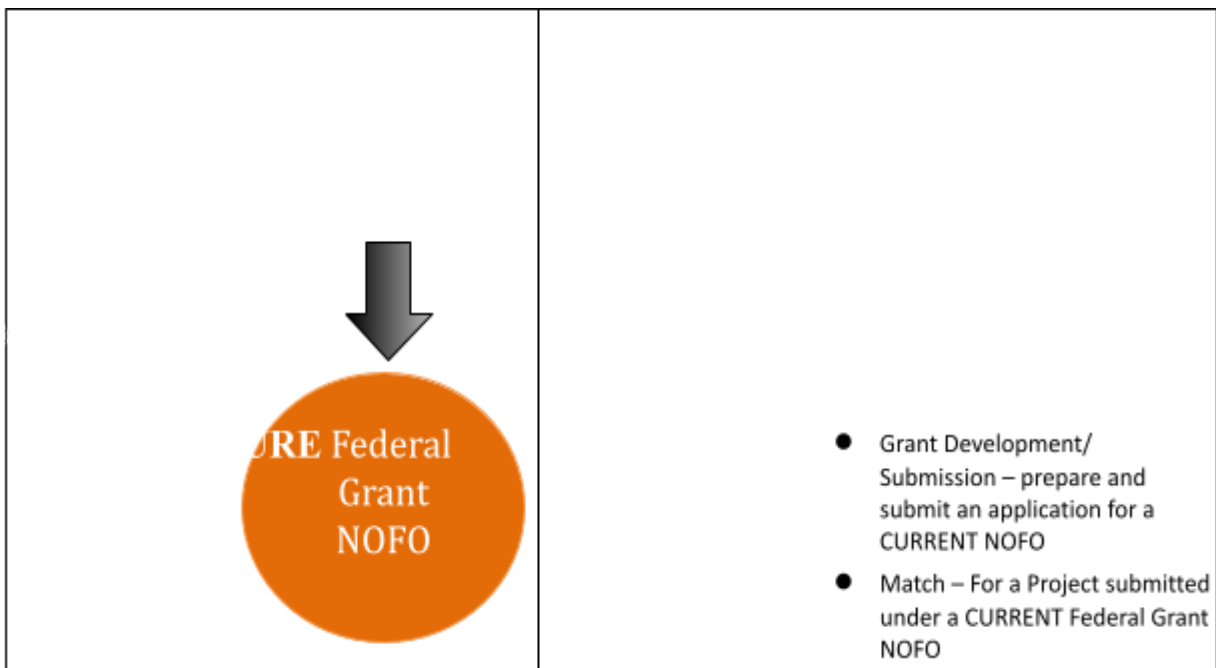 Federal
Grant
NOFO
● Grant Development/
Submission – prepare and
submit an application for a
CURRENT NOFO
● Match – For a Project submitted
under a CURRENT Federal Grant
NOFO